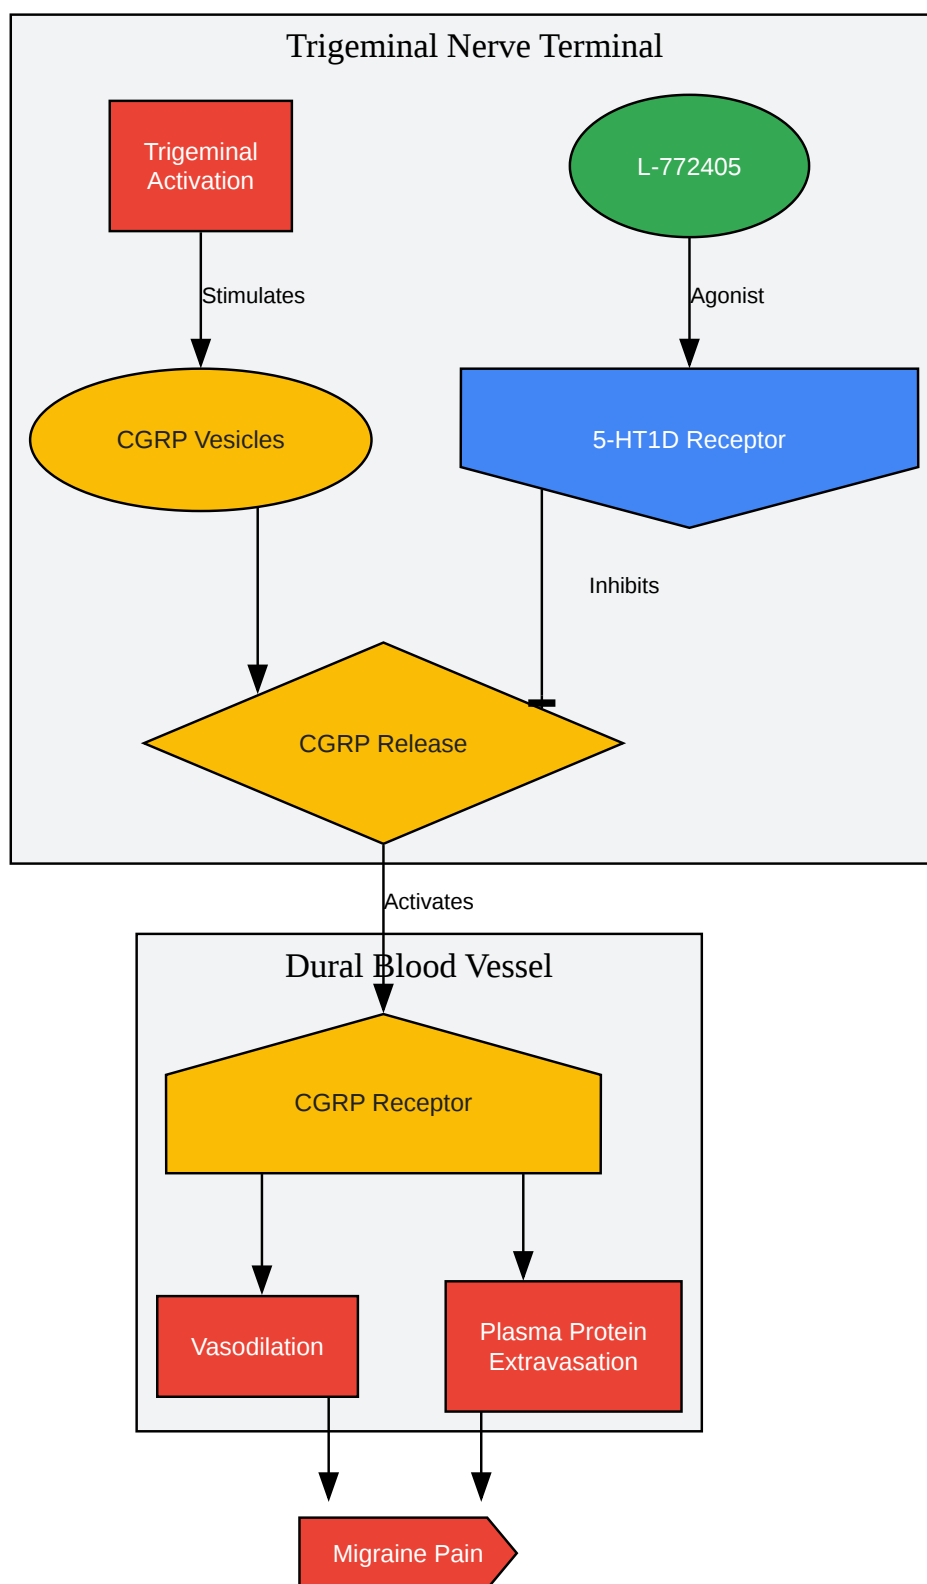 Trigeminal Nerve Terminal
Trigeminal
Activation
L-772405
Stimulates
Agonist
CGRP Vesicles
5-HT1D Receptor
Inhibits
CGRP Release
Activates
Dural Blood Vessel
CGRP Receptor
Vasodilation
Plasma Protein
Extravasation
Migraine Pain